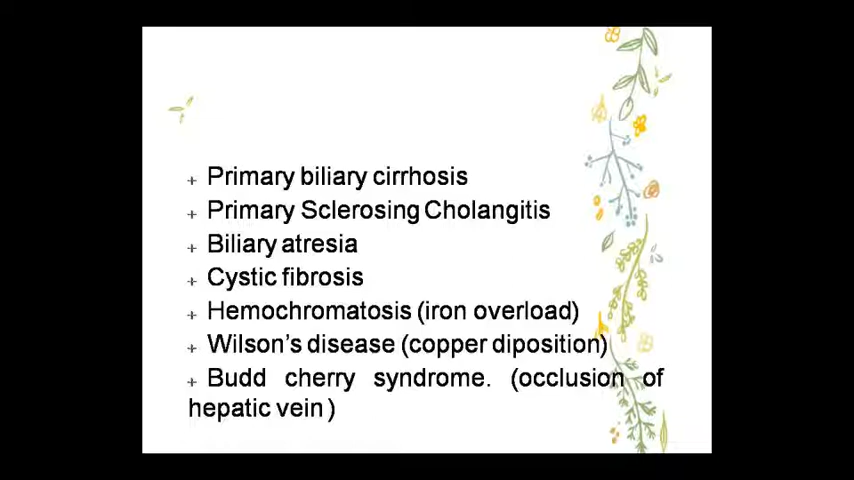 + Primary biliary cirrhosis
+ Primary Sclerosing Cholangitis
+ Biliary atresia
+ Cystic fibrosis
+ Hemochromatosis (iron overload)
+ Wilson's disease (copper diposition)
+ Budd cherry syndrome. (occlusion of
hepatic vein )